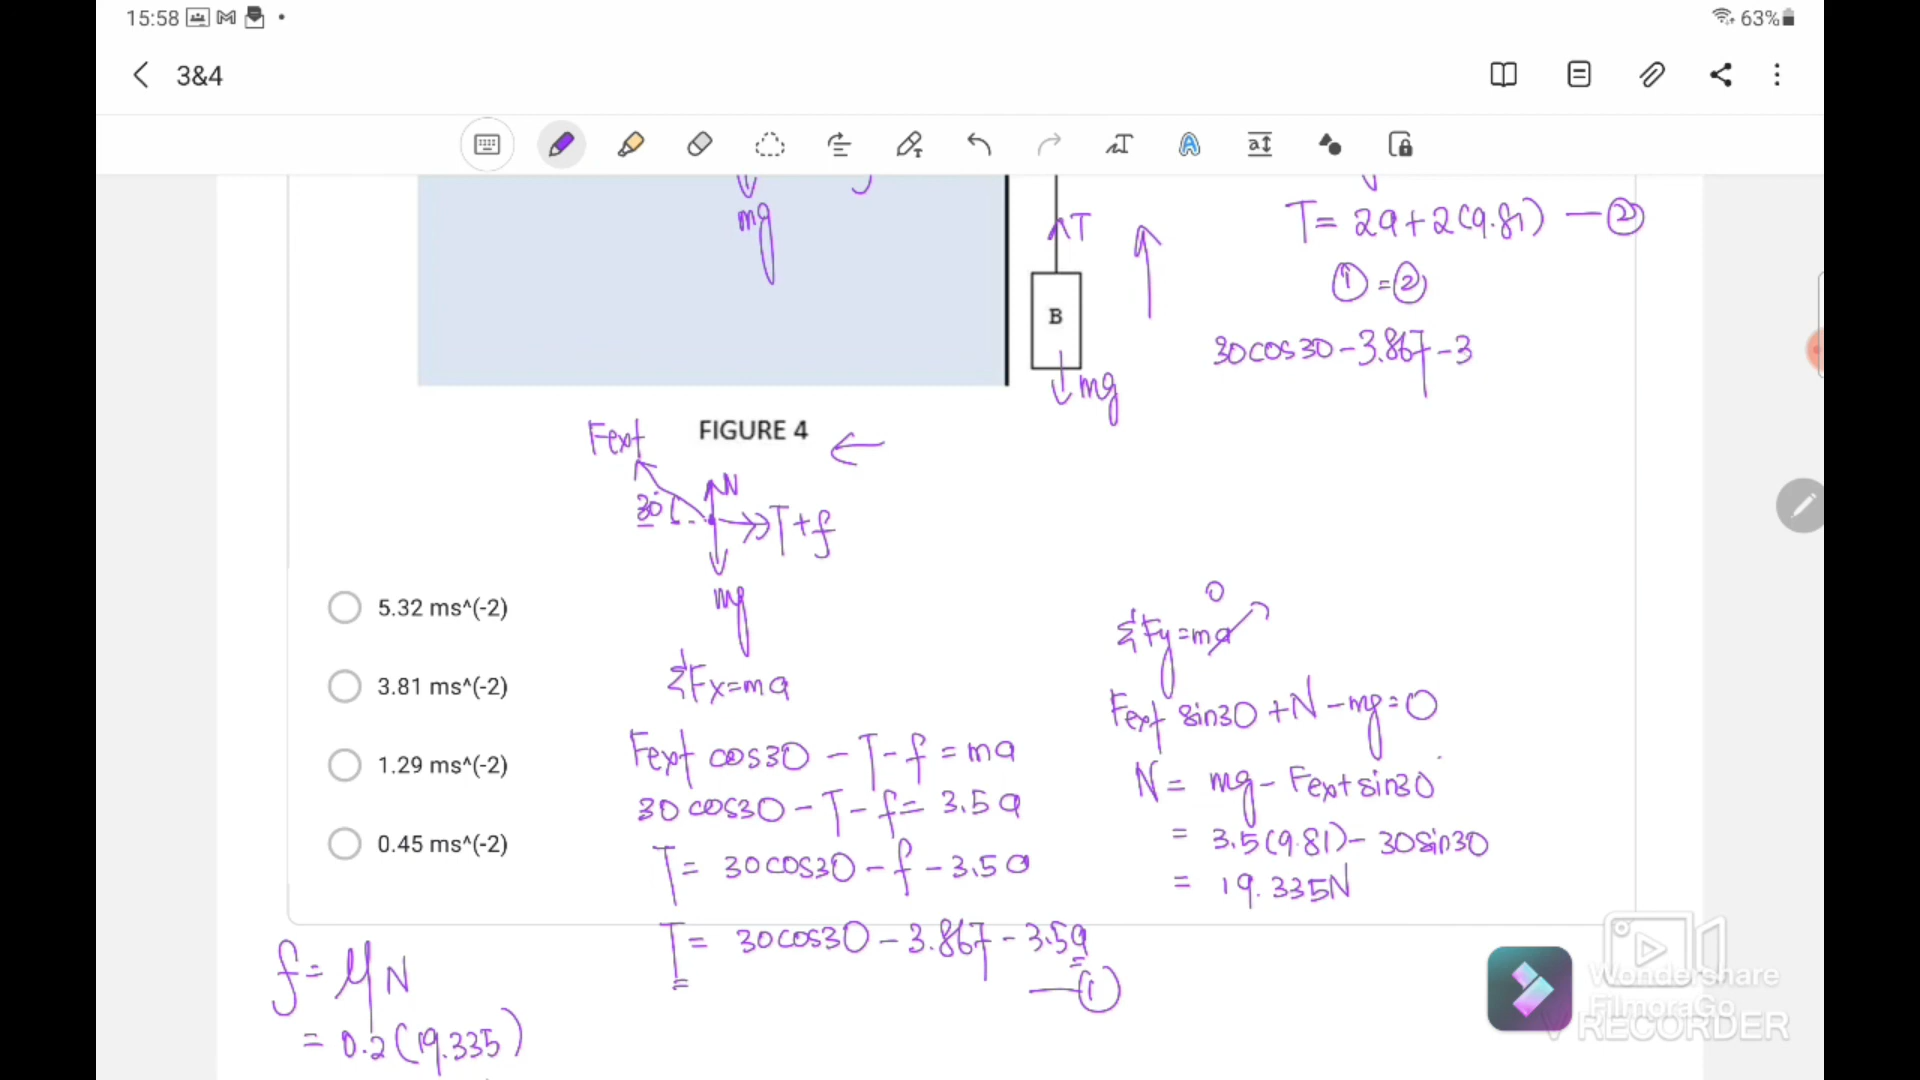 15:58 63%
3&4
mg
T
T = 2a + 2(9.81) — ②
① = ②
B
30cos30 - 3.867 - 3
mg
FIGURE 4
Fext
N
30°
T + f
mg
5.32 ms^(-2)
3.81 ms^(-2)
1.29 ms^(-2)
0.45 ms^(-2)
ΣFx = ma
Fext cos30 - T - f = ma
30 cos30 - T - f = 3.5a
T = 30cos30 - f - 3.5a
T = 30cos30 - 3.867 - 3.5a
— ①
0
ΣFy = ma
Fext sin30 + N - mg = 0
N = mg - Fext sin30
= 3.5(9.81) - 30sin30
= 19.335N
f = μN
= 0.2(19.335)
Wondershare
FilmoraGo
V RECORDER